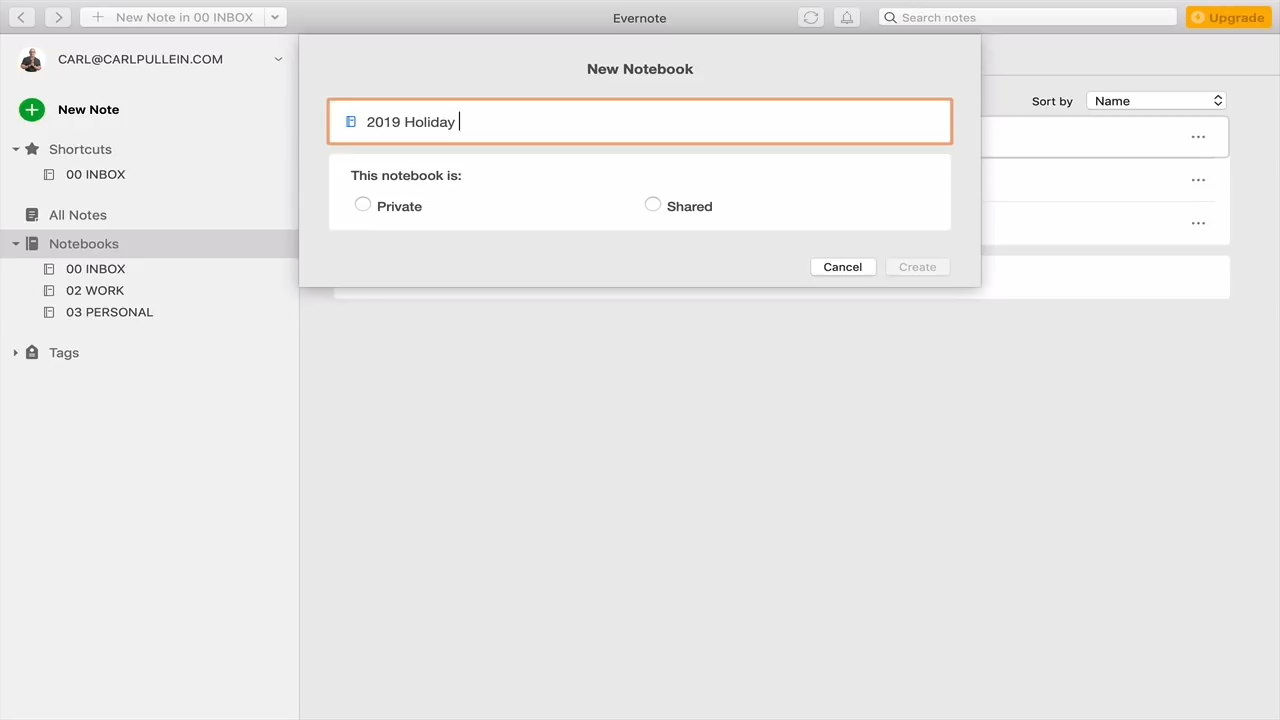 New Note in 00 INBOX
Evernote
Search notes
Upgrade
CARL@CARLPULLEIN.COM
New Note
Shortcuts
00 INBOX
All Notes
Notebooks
00 INBOX
02 WORK
03 PERSONAL
Tags
New Notebook
2019 Holiday
This notebook is:
Private
Shared
Cancel
Create
Sort by
Name